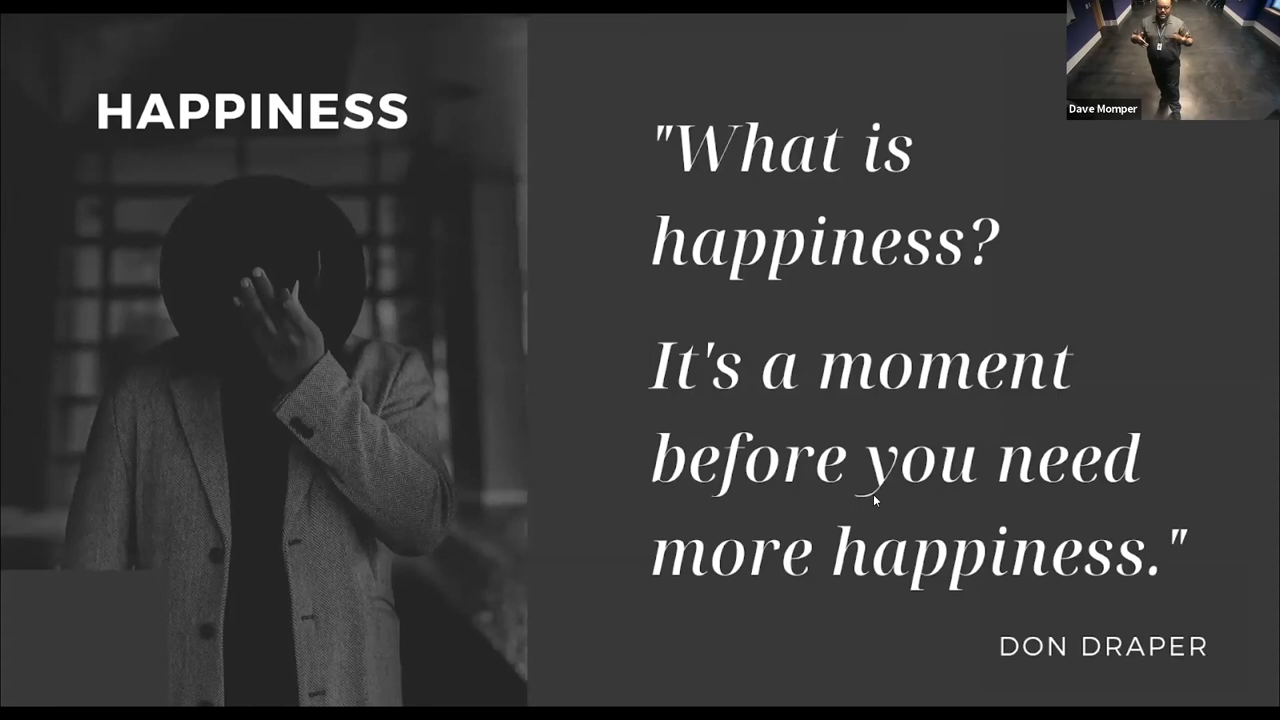 HAPPINESS
Dave Momper
"What is
happiness?
It's a moment
before you need
more happiness."
DON DRAPER